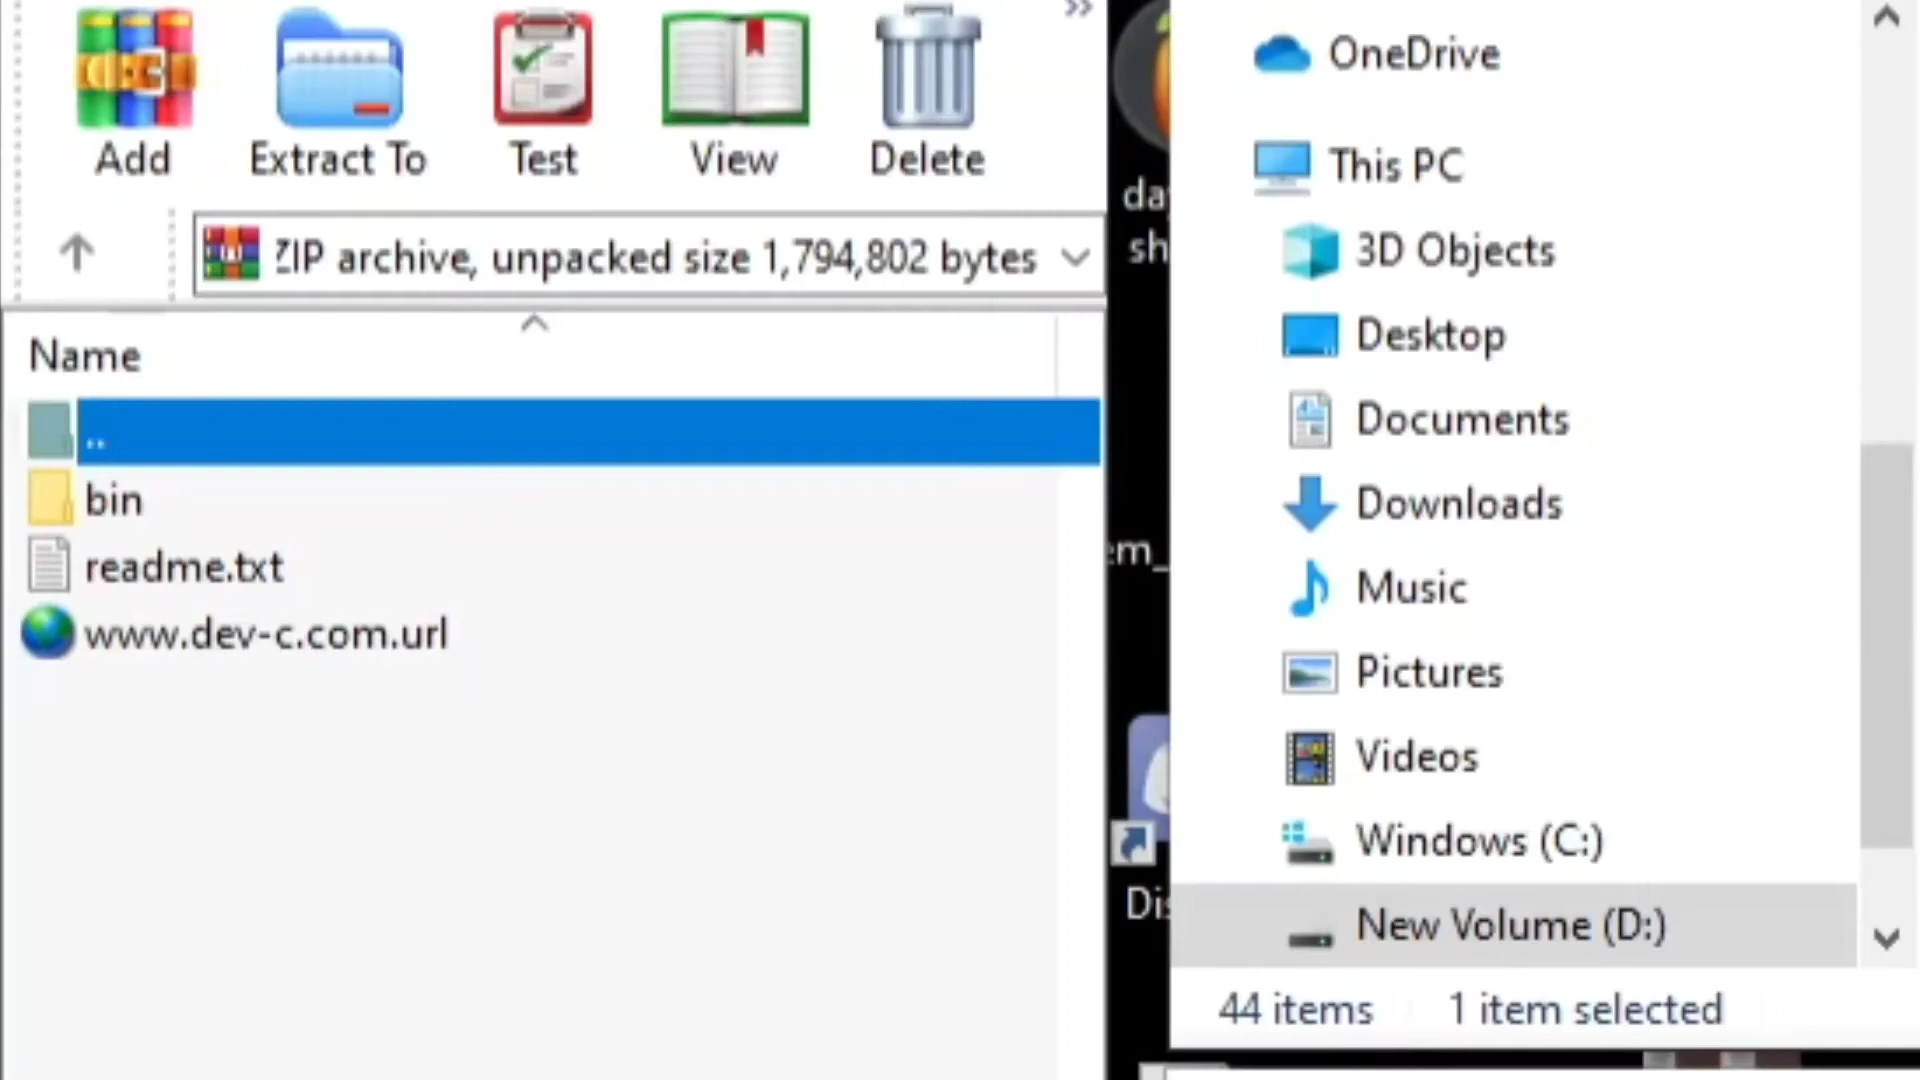 Add
Extract To
Test
View
Delete
ZIP archive, unpacked size 1,794,802 bytes
Name
..
bin
readme.txt
www.dev-c.com.url
OneDrive
This PC
3D Objects
Desktop
Documents
Downloads
Music
Pictures
Videos
Windows (C:)
New Volume (D:)
44 items
1 item selected